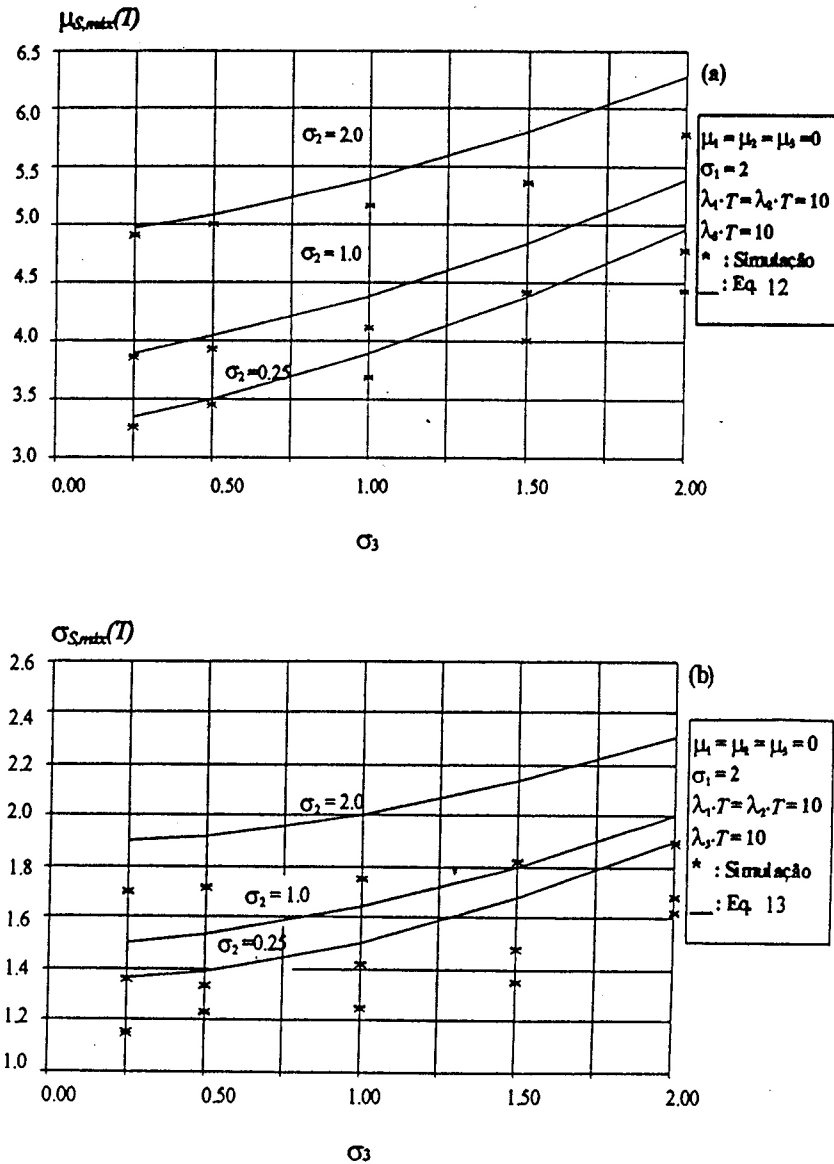 μS,máx(T)
(a)
6.5
6.0
5.5
5.0
4.5
4.0
3.5
3.0
σ2 = 2.0
σ2 = 1.0
σ2 = 0.25
μ1 = μ2 = μ3 = 0
σ1 = 2
λ1·T = λ2·T = 10
λ3·T = 10
* : Simulação
__ : Eq. 12
0.00 0.50 1.00 1.50 2.00
σ3
σS,máx(T)
(b)
2.6
2.4
2.2
2.0
1.8
1.6
1.4
1.2
1.0
σ2 = 2.0
σ2 = 1.0
σ2 = 0.25
μ1 = μ2 = μ3 = 0
σ1 = 2
λ1·T = λ2·T = 10
λ3·T = 10
* : Simulação
__ : Eq. 13
0.00 0.50 1.00 1.50 2.00
σ3